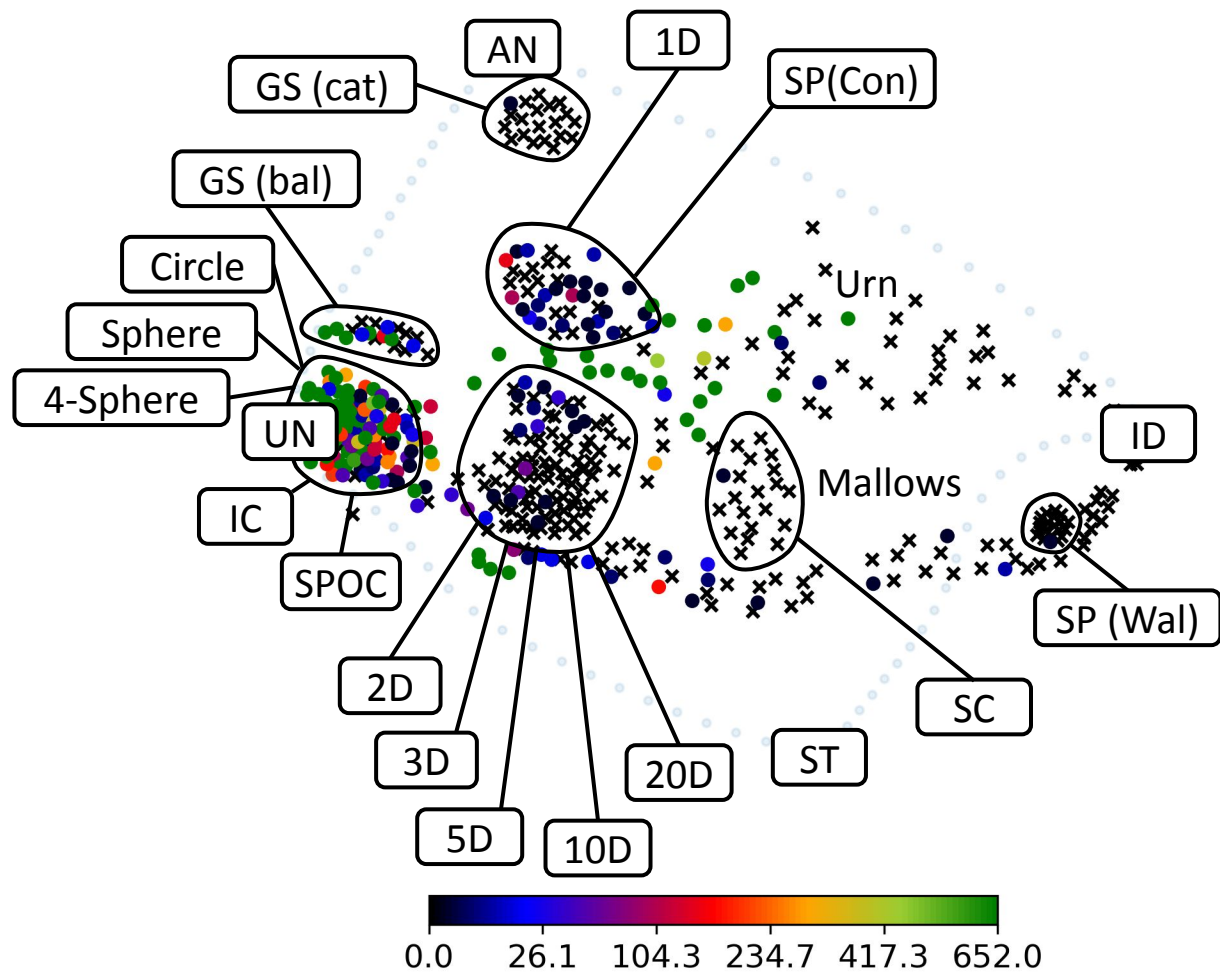 AN
1D
GS (cat)
SP(Con)
GS (bal)
Circle
Urn
Sphere
4-Sphere
UN
ID
Mallows
IC
SPOC
SP (Wal)
2D
SC
3D
20D
ST
5D
10D
0.0 26.1 104.3 234.7 417.3 652.0